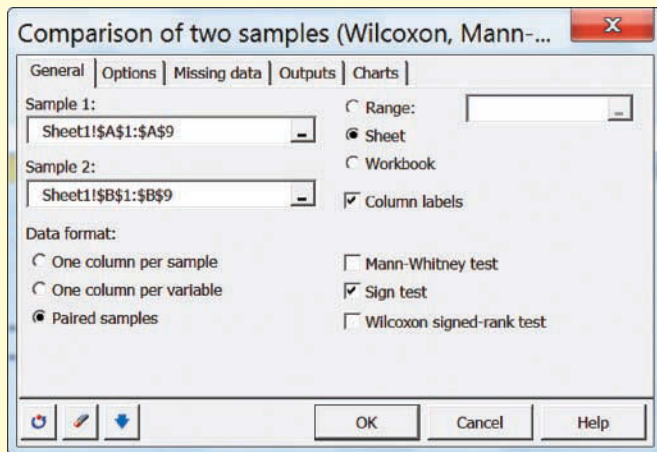 Comparison of two samples (Wilcoxon, Mann-...
General Options Missing data Outputs Charts
Sample 1:
Sheet1!$A$1:$A$9
Sample 2:
Sheet1!$B$1:$B$9
Data format:
One column per sample
One column per variable
Paired samples
Range:
Sheet
Workbook
Column labels
Mann-Whitney test
Sign test
Wilcoxon signed-rank test
OK Cancel Help